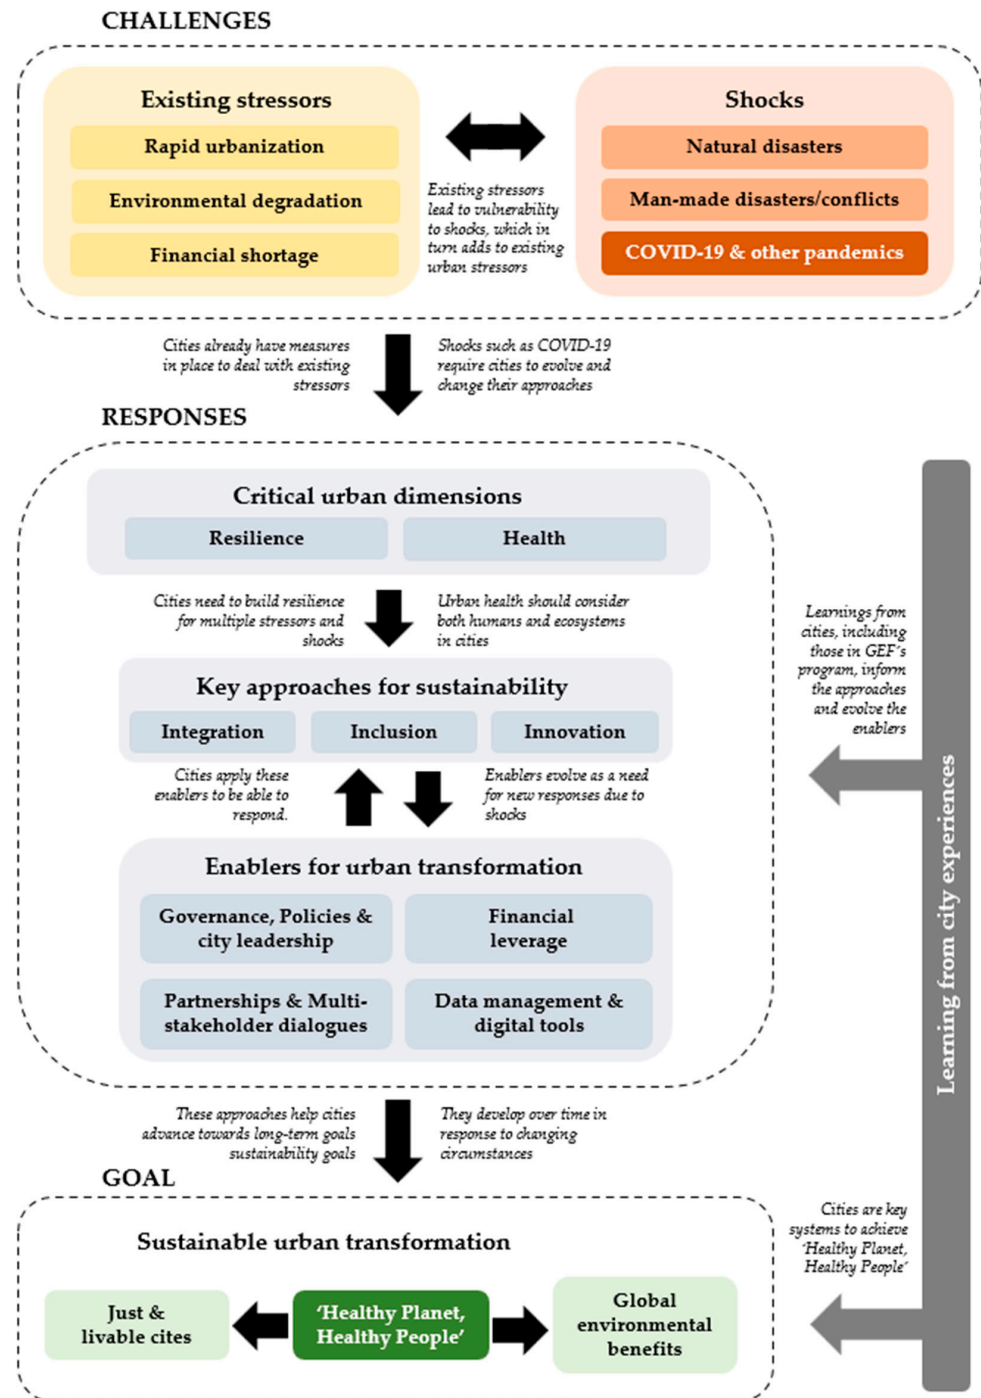 CHALLENGES
Existing stressors
Rapid urbanization
Environmental degradation
Financial shortage
Existing stressors
lead to vulnerability
to shocks, which in
turn adds to existing
urban stressors
Shocks
Natural disasters
Man-made disasters/conflicts
COVID-19 & other pandemics
Cities already have measures
in place to deal with existing
stressors
Shocks such as COVID-19
require cities to evolve and
change their approaches
RESPONSES
Critical urban dimensions
Resilience
Health
Cities need to build resilience
for multiple stressors and
shocks
Urban health should consider
both humans and ecosystems
in cities
Key approaches for sustainability
Integration
Inclusion
Innovation
Cities apply these
enablers to be able to
respond.
Enablers evolve as a need
for new responses due to
shocks
Enablers for urban transformation
Governance, Policies &
city leadership
Financial
leverage
Partnerships & Multi-
stakeholder dialogues
Data management &
digital tools
Learnings from
cities, including
those in GEF's
program, inform
the approaches
and evolve the
enablers
Learning from city experiences
These approaches help cities
advance towards long-term goals
sustainability goals
They develop over time in
response to changing
circumstances
GOAL
Sustainable urban transformation
Just &
livable cites
'Healthy Planet,
Healthy People'
Global
environmental
benefits
Cities are key
systems to achieve
'Healthy Planet,
Healthy People'